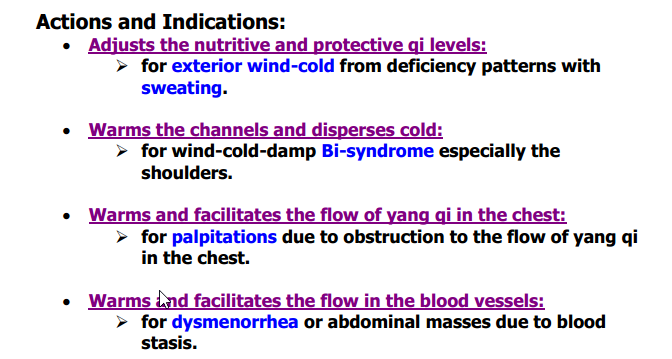 Actions and Indications:
• Adjusts the nutritive and protective qi levels:
➢ for exterior wind-cold from deficiency patterns with
sweating.
• Warms the channels and disperses cold:
➢ for wind-cold-damp Bi-syndrome especially the
shoulders.
• Warms and facilitates the flow of yang qi in the chest:
➢ for palpitations due to obstruction to the flow of yang qi
in the chest.
• Warms and facilitates the flow in the blood vessels:
➢ for dysmenorrhea or abdominal masses due to blood
stasis.